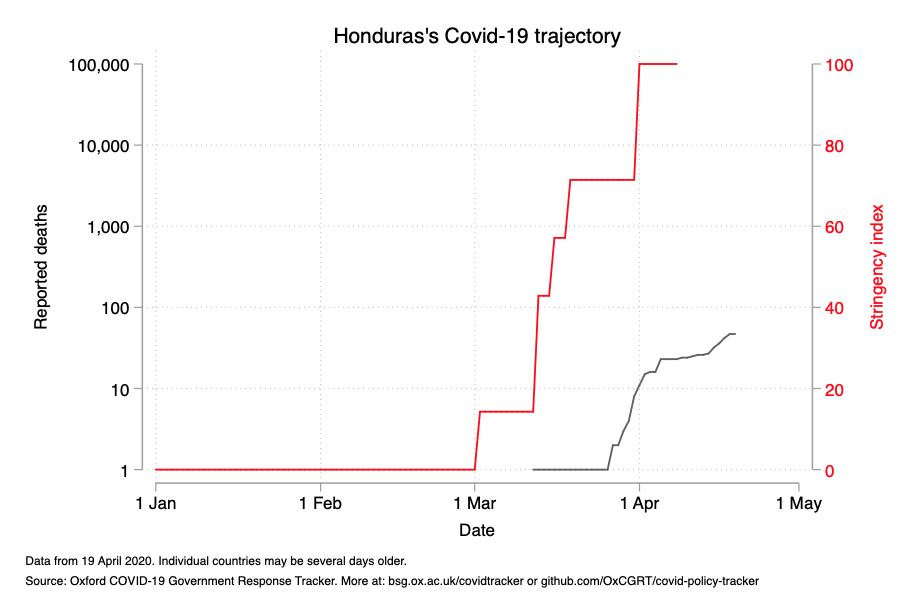 Honduras's Covid-19 trajectory
100,000
10,000
1,000
100
10
1
Reported deaths
100
80
60
40
20
0
Stringency index
1 Jan
1 Feb
1 Mar
1 Apr
1 May
Date
Data from 19 April 2020. Individual countries may be several days older.
Source: Oxford COVID-19 Government Response Tracker. More at: bsg.ox.ac.uk/covidtracker or github.com/OxCGRT/covid-policy-tracker